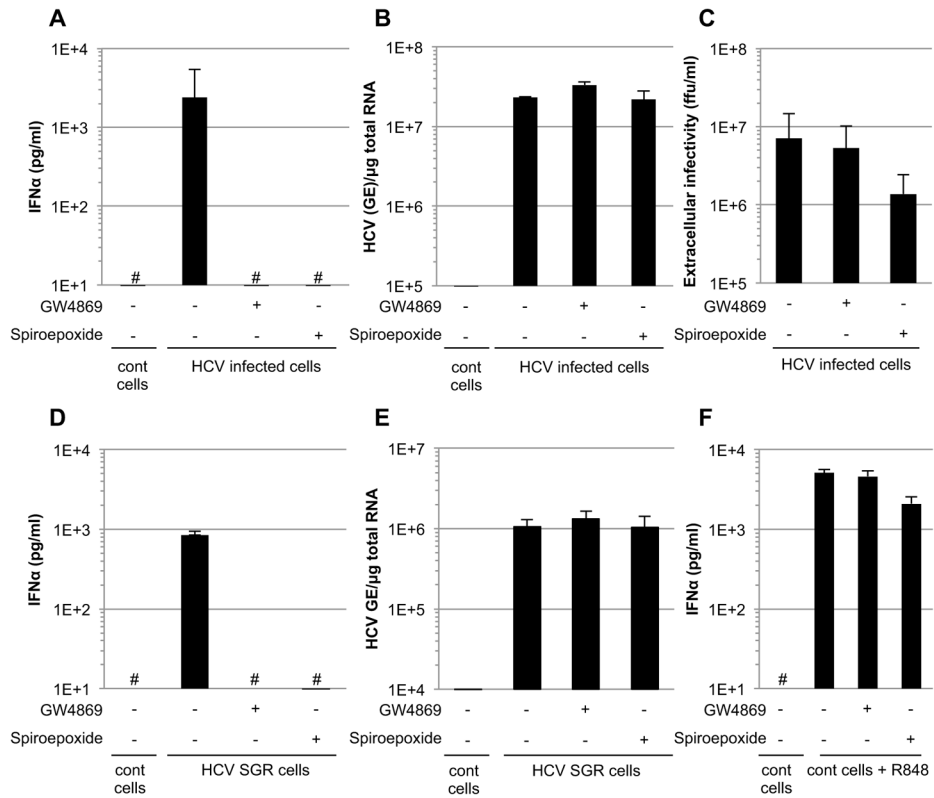 A
IFNα (pg/ml)
1E+4
1E+3
1E+2
1E+1
# # #
GW4869 - - + -
Spiroepoxide - - - +
cont cells
HCV infected cells
B
HCV (GE)/µg total RNA
1E+8
1E+7
1E+6
1E+5
- - + -
- - - +
cont cells
HCV infected cells
C
Extracellular infectivity (ffu/ml)
1E+8
1E+7
1E+6
1E+5
GW4869 - + -
Spiroepoxide - - +
HCV infected cells
D
IFNα (pg/ml)
1E+4
1E+3
1E+2
1E+1
# # #
GW4869 - - + -
Spiroepoxide - - - +
cont cells
HCV SGR cells
E
HCV GE/µg total RNA
1E+7
1E+6
1E+5
1E+4
- - + -
- - - +
cont cells
HCV SGR cells
F
IFNα (pg/ml)
1E+4
1E+3
1E+2
1E+1
#
GW4869 - - + -
Spiroepoxide - - - +
cont cells
cont cells + R848